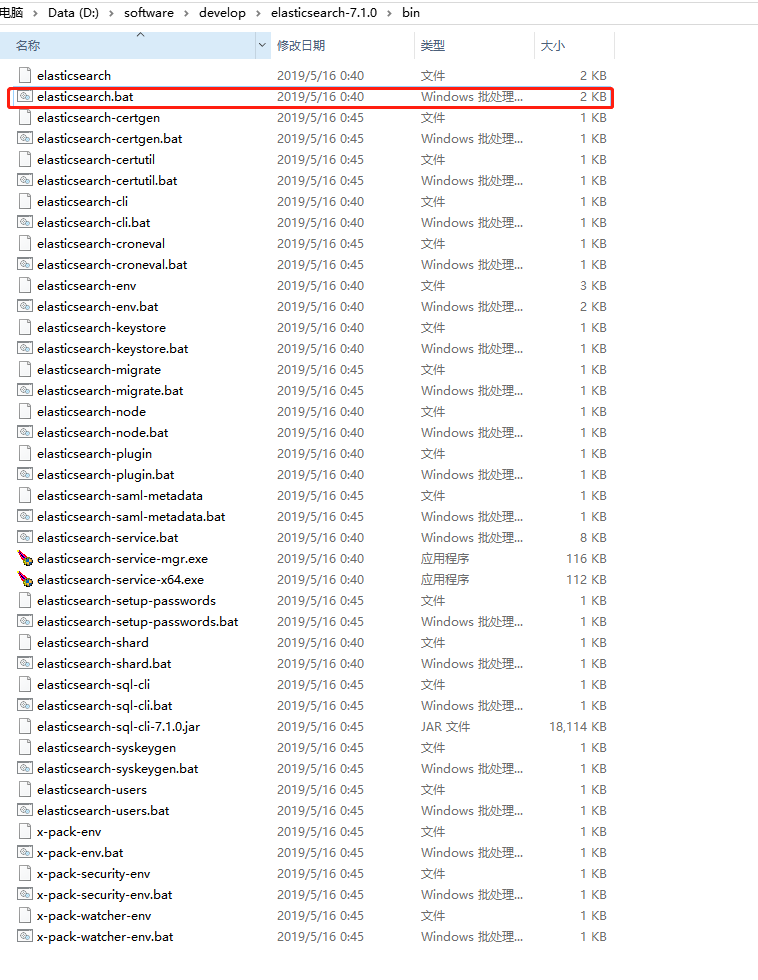 电脑 > Data (D:) > software > develop > elasticsearch-7.1.0 > bin
名称 修改日期 类型 大小
elasticsearch 2019/5/16 0:40 文件 2 KB
elasticsearch.bat 2019/5/16 0:40 Windows 批处理... 2 KB
elasticsearch-certgen 2019/5/16 0:45 文件 1 KB
elasticsearch-certgen.bat 2019/5/16 0:45 Windows 批处理... 1 KB
elasticsearch-certutil 2019/5/16 0:45 文件 1 KB
elasticsearch-certutil.bat 2019/5/16 0:45 Windows 批处理... 1 KB
elasticsearch-cli 2019/5/16 0:40 文件 1 KB
elasticsearch-cli.bat 2019/5/16 0:40 Windows 批处理... 1 KB
elasticsearch-croneval 2019/5/16 0:45 文件 1 KB
elasticsearch-croneval.bat 2019/5/16 0:45 Windows 批处理... 1 KB
elasticsearch-env 2019/5/16 0:40 文件 3 KB
elasticsearch-env.bat 2019/5/16 0:40 Windows 批处理... 2 KB
elasticsearch-keystore 2019/5/16 0:40 文件 1 KB
elasticsearch-keystore.bat 2019/5/16 0:40 Windows 批处理... 1 KB
elasticsearch-migrate 2019/5/16 0:45 文件 1 KB
elasticsearch-migrate.bat 2019/5/16 0:45 Windows 批处理... 1 KB
elasticsearch-node 2019/5/16 0:40 文件 1 KB
elasticsearch-node.bat 2019/5/16 0:40 Windows 批处理... 1 KB
elasticsearch-plugin 2019/5/16 0:40 文件 1 KB
elasticsearch-plugin.bat 2019/5/16 0:40 Windows 批处理... 1 KB
elasticsearch-saml-metadata 2019/5/16 0:45 文件 1 KB
elasticsearch-saml-metadata.bat 2019/5/16 0:45 Windows 批处理... 1 KB
elasticsearch-service.bat 2019/5/16 0:40 Windows 批处理... 8 KB
elasticsearch-service-mgr.exe 2019/5/16 0:40 应用程序 116 KB
elasticsearch-service-x64.exe 2019/5/16 0:40 应用程序 112 KB
elasticsearch-setup-passwords 2019/5/16 0:45 文件 1 KB
elasticsearch-setup-passwords.bat 2019/5/16 0:45 Windows 批处理... 1 KB
elasticsearch-shard 2019/5/16 0:40 文件 1 KB
elasticsearch-shard.bat 2019/5/16 0:40 Windows 批处理... 1 KB
elasticsearch-sql-cli 2019/5/16 0:45 文件 1 KB
elasticsearch-sql-cli.bat 2019/5/16 0:45 Windows 批处理... 1 KB
elasticsearch-sql-cli-7.1.0.jar 2019/5/16 0:45 JAR 文件 18,114 KB
elasticsearch-syskeygen 2019/5/16 0:45 文件 1 KB
elasticsearch-syskeygen.bat 2019/5/16 0:45 Windows 批处理... 1 KB
elasticsearch-users 2019/5/16 0:45 文件 1 KB
elasticsearch-users.bat 2019/5/16 0:45 Windows 批处理... 1 KB
x-pack-env 2019/5/16 0:45 文件 1 KB
x-pack-env.bat 2019/5/16 0:45 Windows 批处理... 1 KB
x-pack-security-env 2019/5/16 0:45 文件 1 KB
x-pack-security-env.bat 2019/5/16 0:45 Windows 批处理... 1 KB
x-pack-watcher-env 2019/5/16 0:45 文件 1 KB
x-pack-watcher-env.bat 2019/5/16 0:45 Windows 批处理... 1 KB